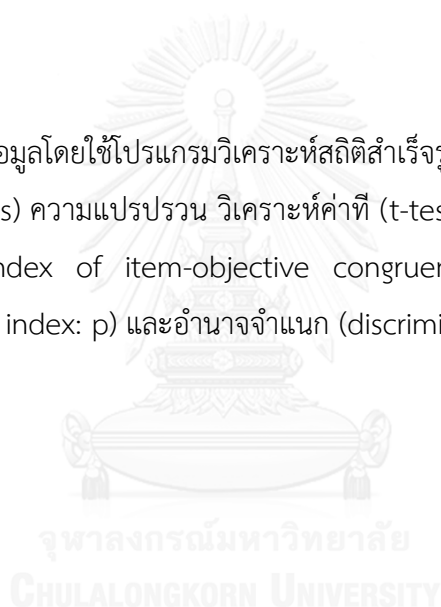 อมูลโดยใช้โปรแกรมวิเคราะห์สถิติสำเร็จรู
s) ความแปรปรวน วิเคราะห์ค่าที (t-tes
ndex of item-objective congruen
index: p) และอำนาจจำแนก (discrimi
จุฬาลงกรณ์มหาวิทยาลัย
CHULALONGKORN UNIVERSITY